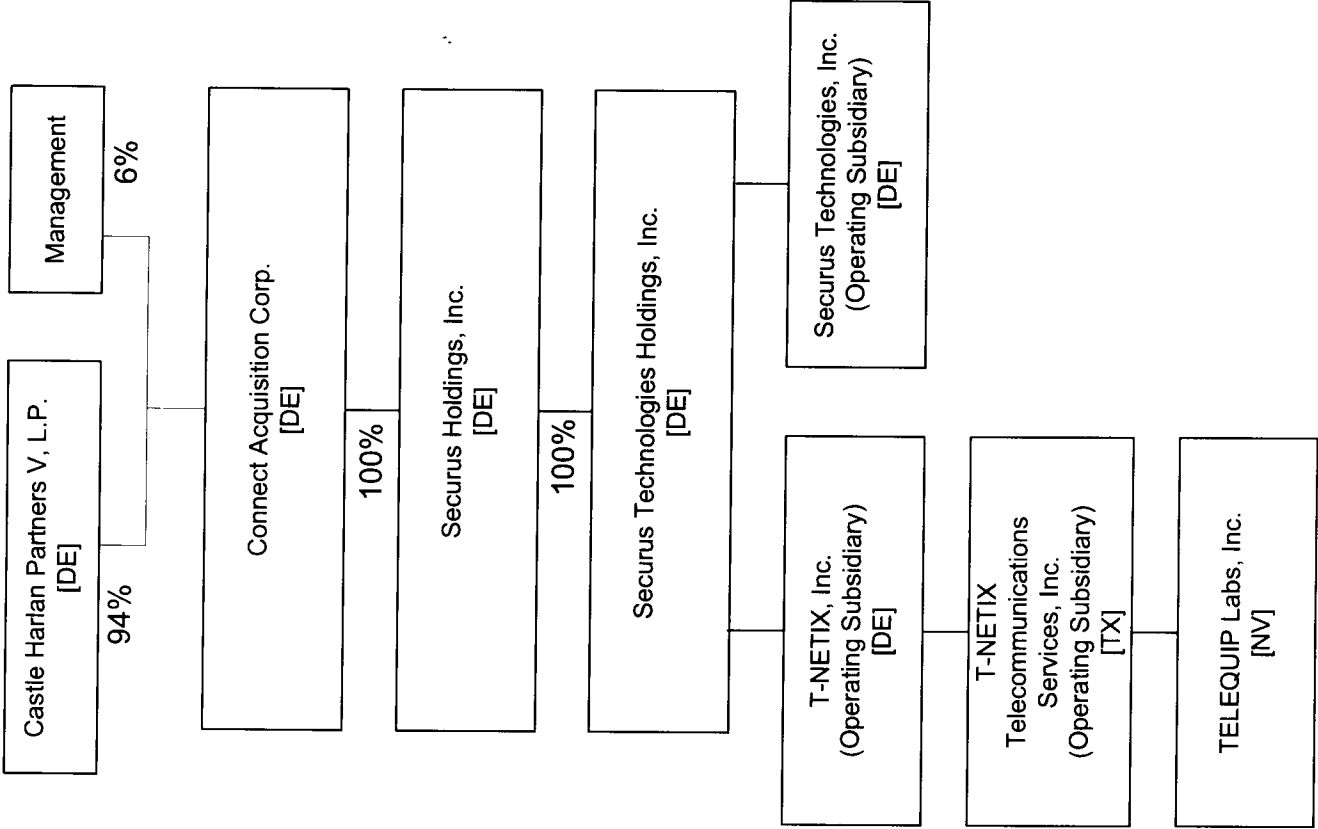 Castle Harlan Partners V, L.P.
[DE]
94%
Management
6%
Connect Acquisition Corp.
[DE]
100%
Securus Holdings, Inc.
[DE]
100%
Securus Technologies Holdings, Inc.
[DE]
T-NETIX, Inc.
(Operating Subsidiary)
[DE]
Securus Technologies, Inc.
(Operating Subsidiary)
[DE]
T-NETIX
Telecommunications
Services, Inc.
(Operating Subsidiary)
[TX]
TELEQUIP Labs, Inc.
[NV]